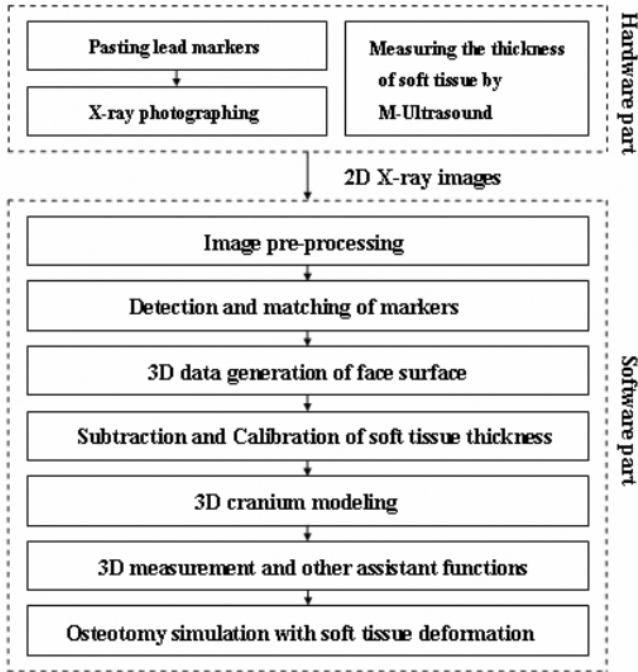 Pasting lead markers
X-ray photographing
Measuring the thickness
of soft tissue by
M-Ultrasound
Hardware part
2D X-ray images
Image pre-processing
Detection and matching of markers
3D data generation of face surface
Subtraction and Calibration of soft tissue thickness
3D cranium modeling
3D measurement and other assistant functions
Osteotomy simulation with soft tissue deformation
Software part